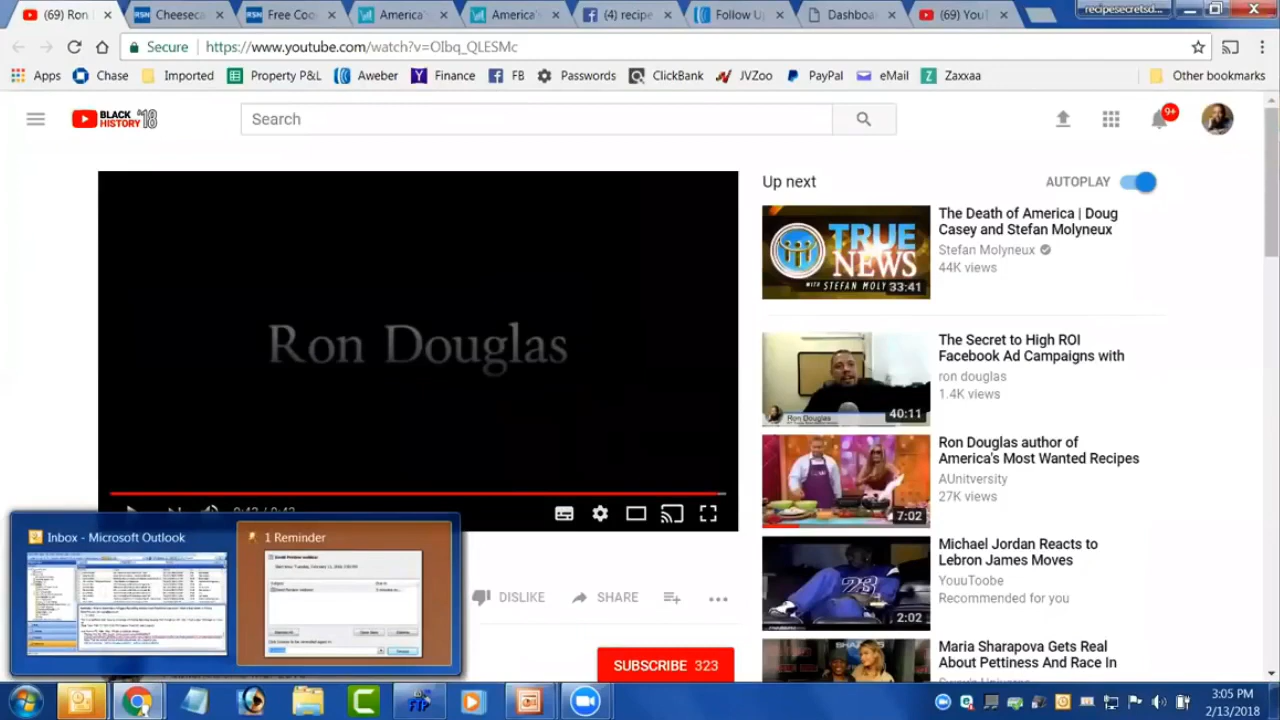 (69) Ron
Cheeseca
Free Coo
America
America'
(4) recipe
Follow U
Dashboa
(69) You
recipesecretsd...
Secure
https://www.youtube.com/watch?v=OIbq_QLESMc
Apps
Chase
Imported
Property P&L
Aweber
Finance
FB
Passwords
ClickBank
JVZoo
PayPal
eMail
Zaxxaa
Other bookmarks
BLACK
HISTORY '18
Search
9+
Ron Douglas
Up next
AUTOPLAY
TRUE
NEWS
WITH STEFAN MOLY
33:41
The Death of America | Doug
Casey and Stefan Molyneux
Stefan Molyneux
44K views
Ron Douglas
40:11
The Secret to High ROI
Facebook Ad Campaigns with
ron douglas
1.4K views
7:02
Ron Douglas author of
America's Most Wanted Recipes
AUnitversity
27K views
2:02
Michael Jordan Reacts to
Lebron James Moves
YouuToobe
Recommended for you
Maria Sharapova Gets Real
About Pettiness And Race In
Inbox - Microsoft Outlook
1 Reminder
SHARE
SUBSCRIBE 323
3:05 PM
2/13/2018